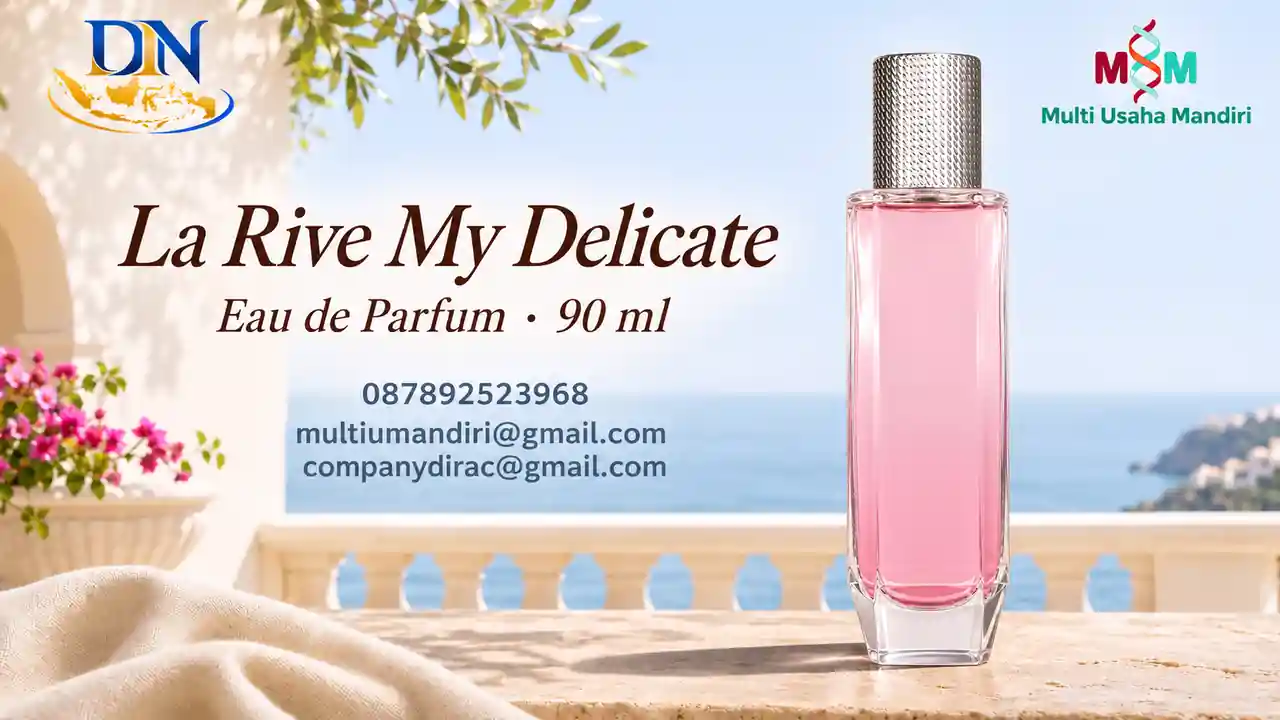 DN
MSM
Multi Usaha Mandiri
La Rive My Delicate
Eau de Parfum · 90 ml
087892523968
multiumandiri@gmail.com
companydirac@gmail.com